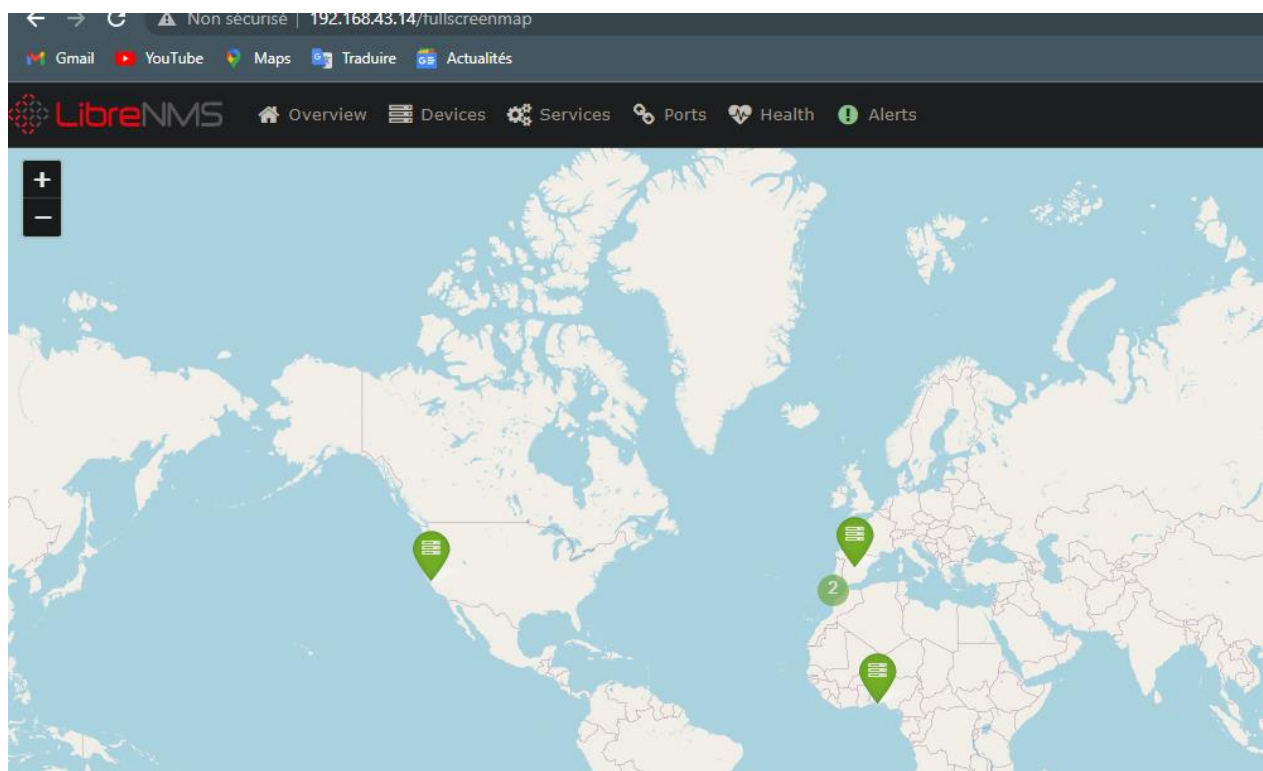 Non sécurisé | 192.168.43.14/fullscreenmap
Gmail YouTube Maps Traduire Actualités
LibreNMS Overview Devices Services Ports Health Alerts
+
−
2